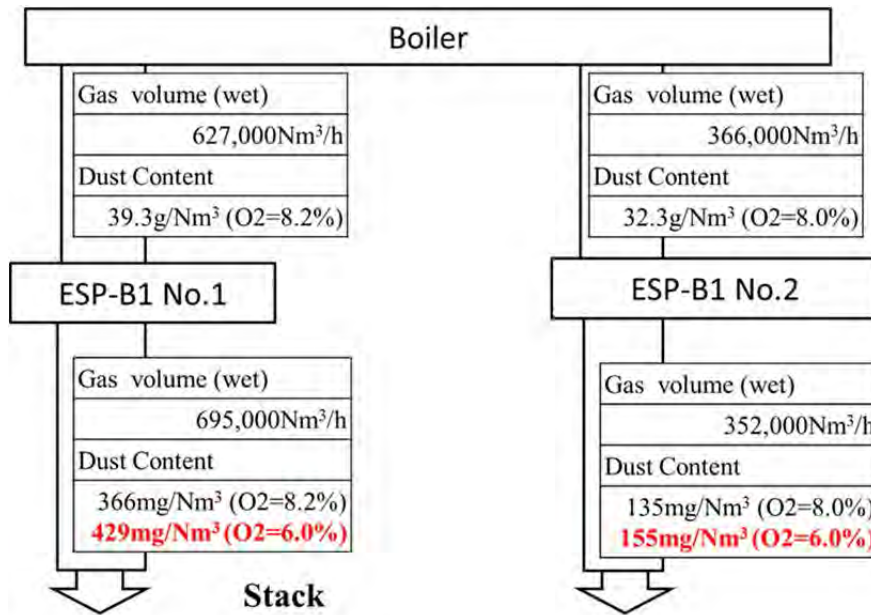 Boiler
Gas volume (wet)
627,000Nm³/h
Dust Content
39.3g/Nm³ (O2=8.2%)
ESP-B1 No.1
Gas volume (wet)
695,000Nm³/h
Dust Content
366mg/Nm³ (O2=8.2%)
429mg/Nm³ (O2=6.0%)
Gas volume (wet)
366,000Nm³/h
Dust Content
32.3g/Nm³ (O2=8.0%)
ESP-B1 No.2
Gas volume (wet)
352,000Nm³/h
Dust Content
135mg/Nm³ (O2=8.0%)
155mg/Nm³ (O2=6.0%)
Stack